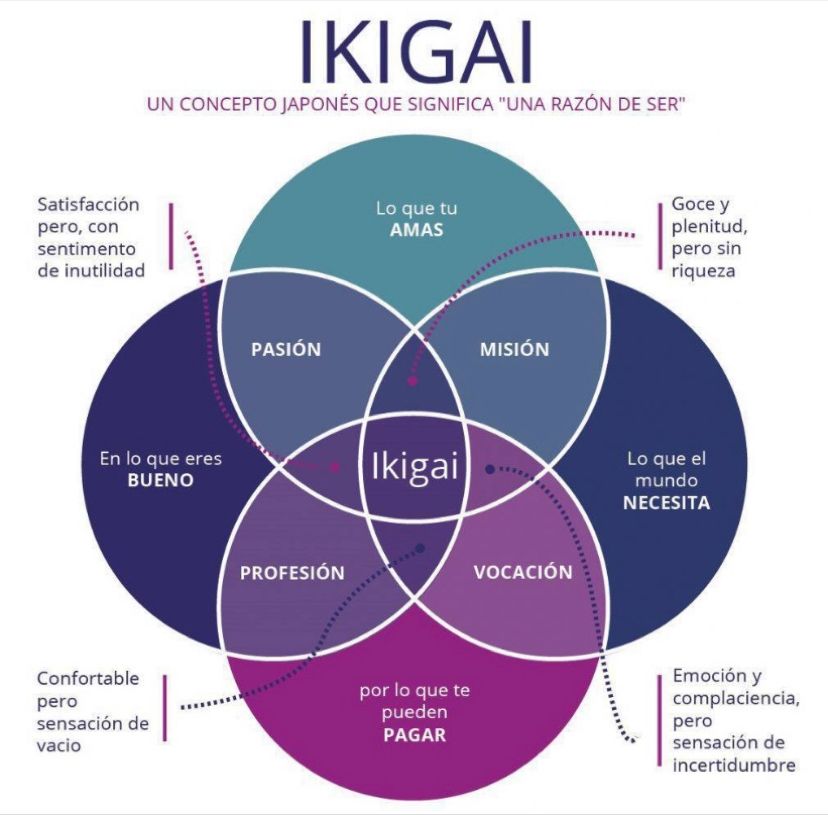 IKIGAI
UN CONCEPTO JAPONÉS QUE SIGNIFICA "UNA RAZÓN DE SER"
Satisfacción
pero, con
sentimento
de inutilidad
Lo que tu
AMAS
Goce y
plenitud,
pero sin
riqueza
PASIÓN
MISIÓN
En lo que eres
BUENO
Ikigai
Lo que el
mundo
NECESITA
PROFESIÓN
VOCACIÓN
Confortable
pero
sensación de
vacio
por lo que te
pueden
PAGAR
Emoción y
complaciencia,
pero
sensación de
incertidumbre